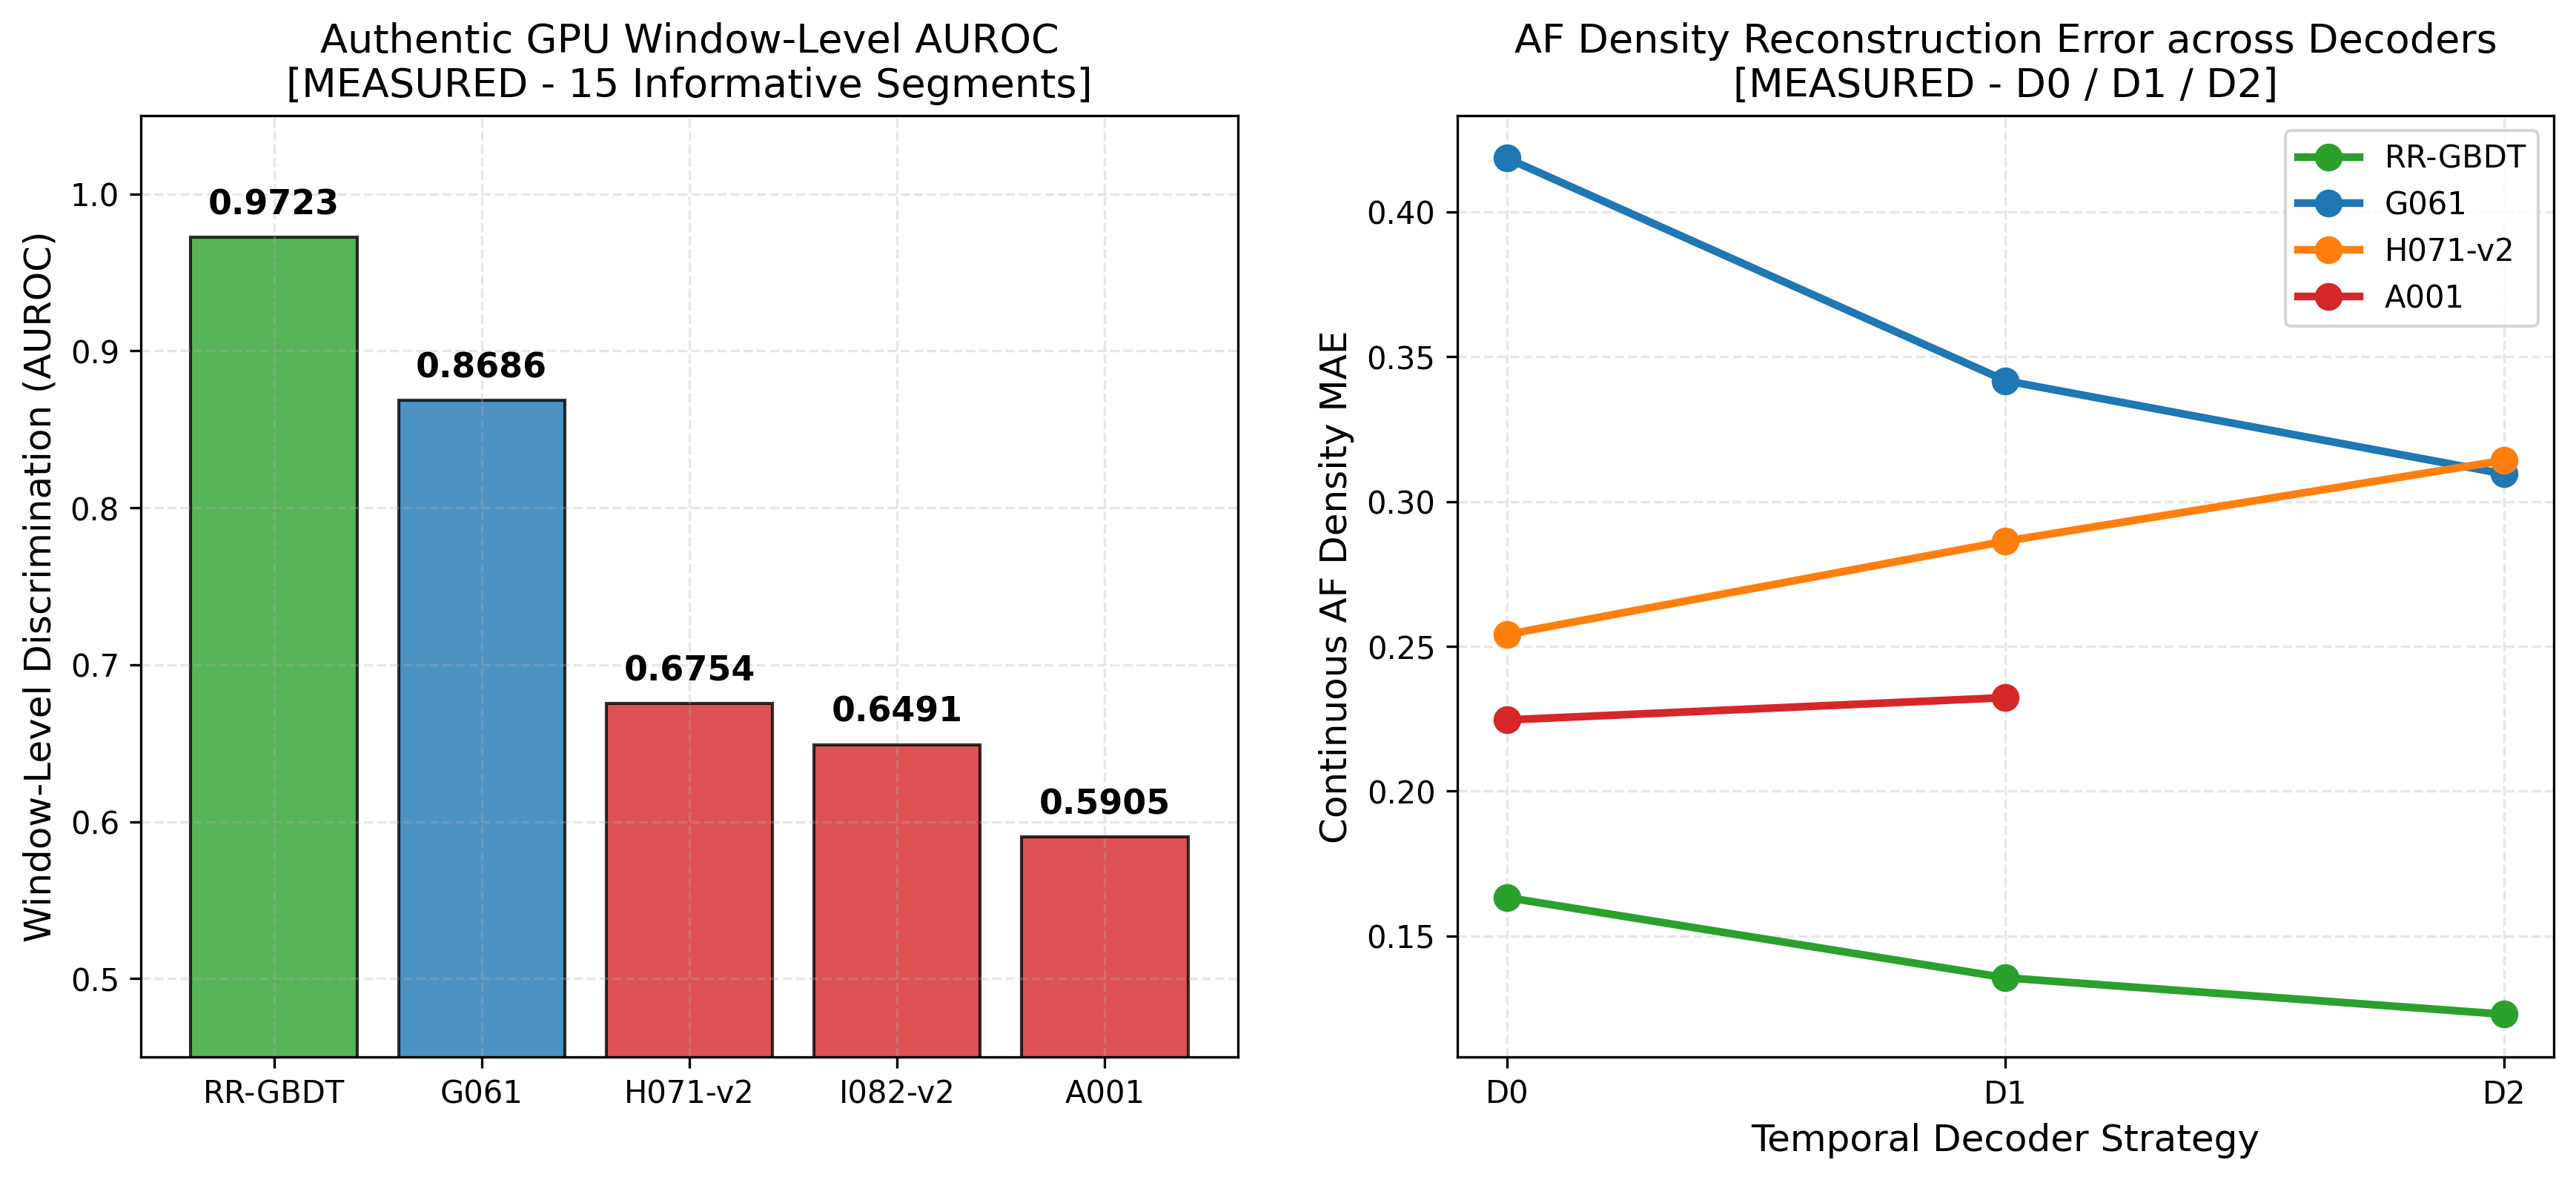 Authentic GPU Window-Level AUROC
[MEASURED - 15 Informative Segments]
Window-Level Discrimination (AUROC)
1.0
0.9
0.8
0.7
0.6
0.5
0.9723
0.8686
0.6754
0.6491
0.5905
RR-GBDT
G061
H071-v2
I082-v2
A001
AF Density Reconstruction Error across Decoders
[MEASURED - D0 / D1 / D2]
Continuous AF Density MAE
0.40
0.35
0.30
0.25
0.20
0.15
RR-GBDT
G061
H071-v2
A001
D0
D1
D2
Temporal Decoder Strategy